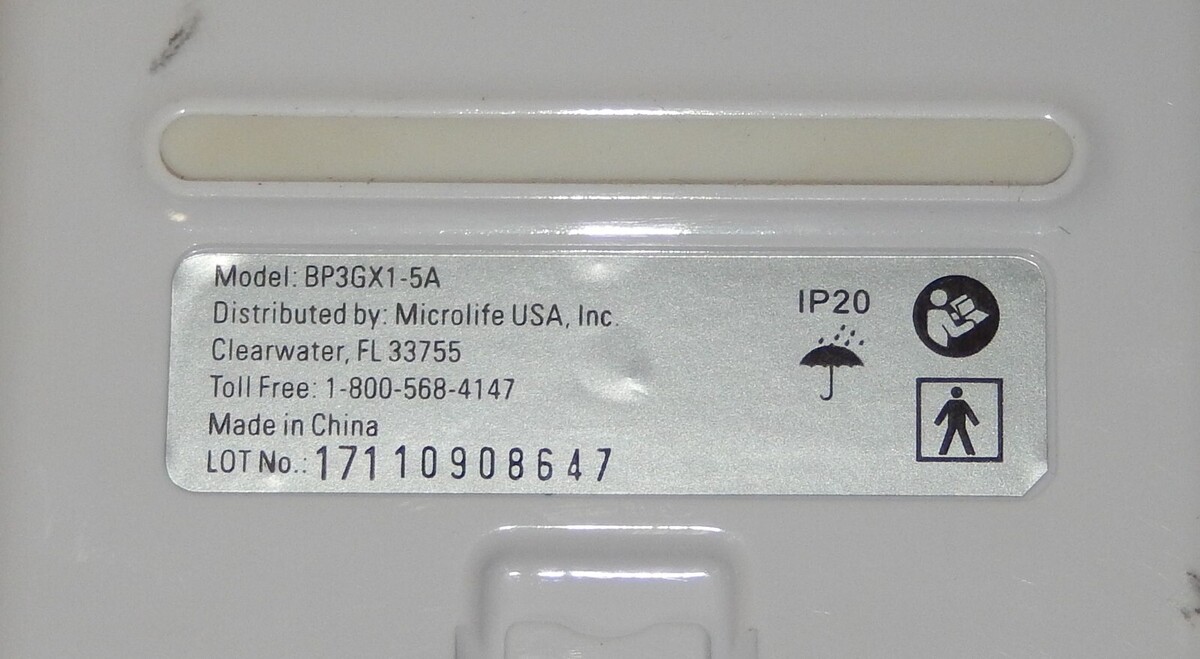 Model: BP3GX1-5A
Distributed by: Microlife USA, Inc.
Clearwater, FL 33755
Toll Free: 1-800-568-4147
Made in China
LOT No.: 17110908647
IP20